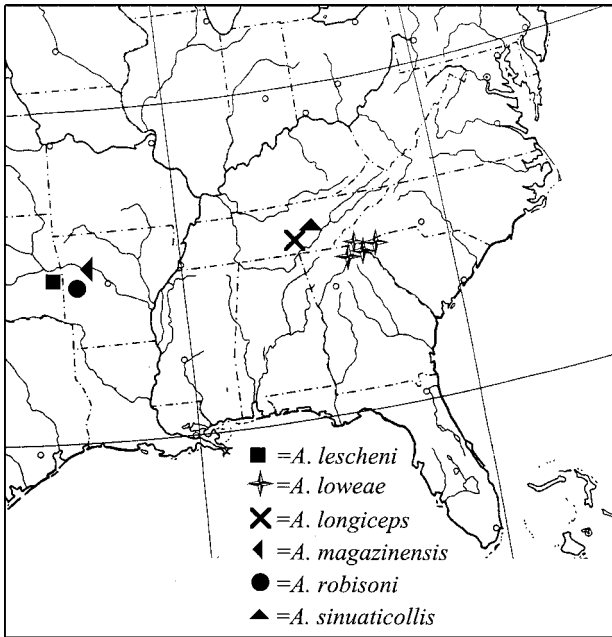 =A. lescheni
=A. loweae
=A. longiceps
=A. magazinensis
=A. robisoni
=A. sinuaticollis